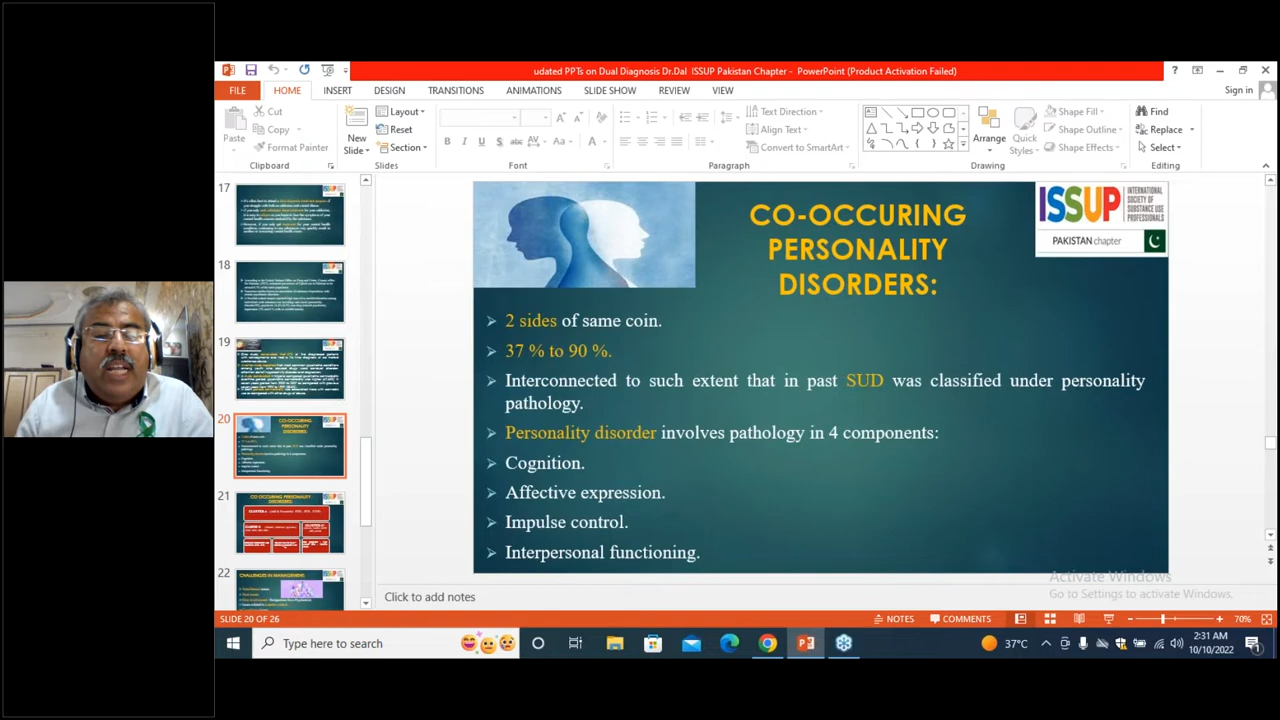 udated PPTs on Dual Diagnosis Dr.Dal ISSUP Pakistan Chapter - PowerPoint (Product Activation Failed)
FILE HOME INSERT DESIGN TRANSITIONS ANIMATIONS SLIDE SHOW REVIEW VIEW Sign in
Paste
Cut
Copy
Format Painter
Clipboard
New Slide
Layout
Reset
Section
Slides
Font
Text Direction
Align Text
Convert to SmartArt
Paragraph
Arrange
Quick Styles
Shape Fill
Shape Outline
Shape Effects
Drawing
Find
Replace
Select
Editing
17
18
19
20
21
22
CO-OCCURING
PERSONALITY
DISORDERS:
ISSUP
INTERNATIONAL
SOCIETY OF
SUBSTANCE USE
PROFESSIONALS
PAKISTAN chapter
➢ 2 sides of same coin.
➢ 37 % to 90 %.
➢ Interconnected to such extent that in past SUD was classified under personality
pathology.
➢ Personality disorder involves pathology in 4 components:
➢ Cognition.
➢ Affective expression.
➢ Impulse control.
➢ Interpersonal functioning.
Activate Windows
Go to Settings to activate Windows.
Click to add notes
SLIDE 20 OF 26 NOTES COMMENTS 70%
Type here to search
37°C
2:31 AM
10/10/2022